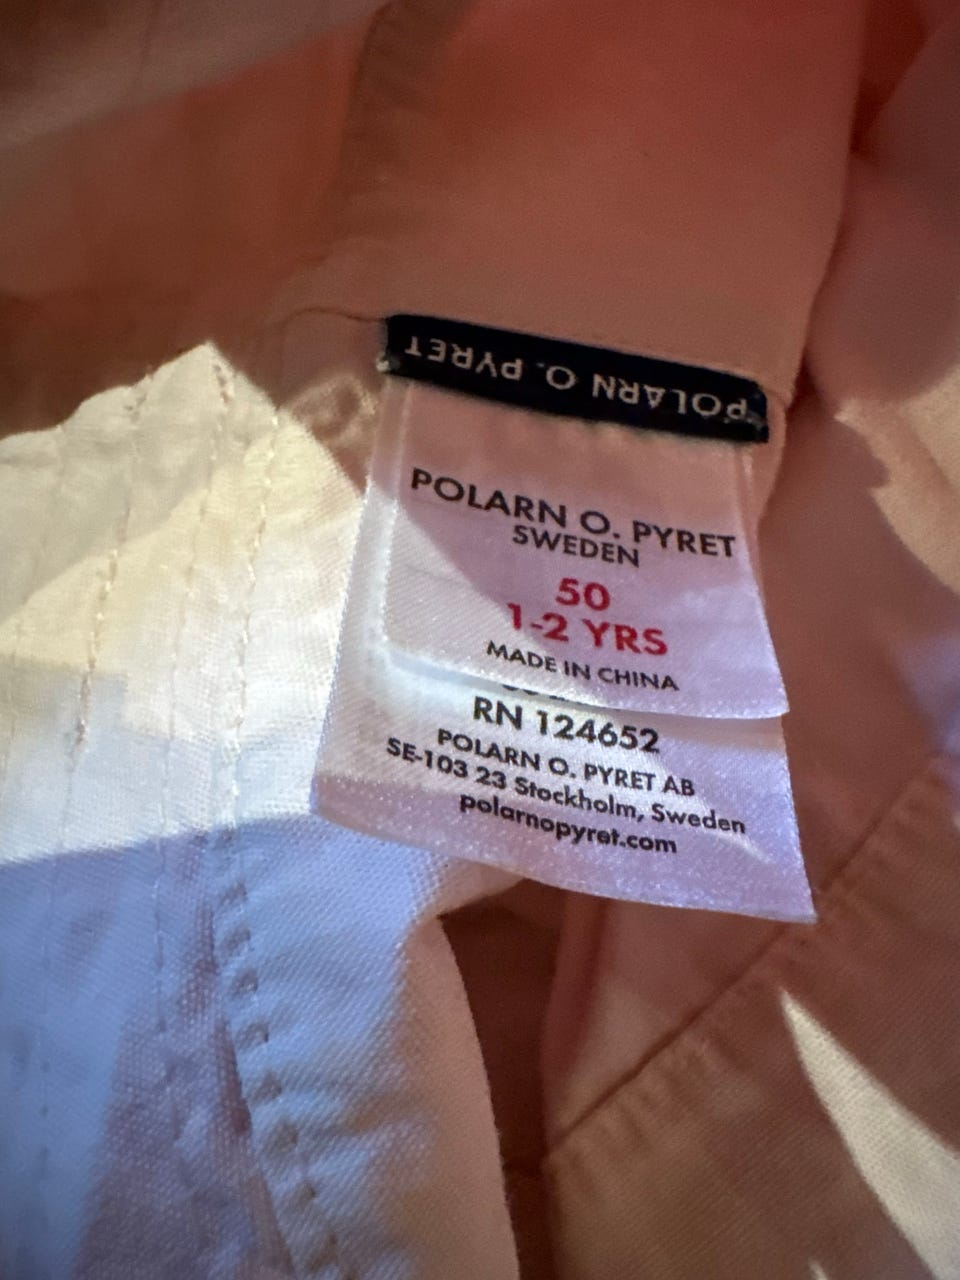 POLARN O. PYRET
POLARN O. PYRET
SWEDEN
50
1-2 YRS
MADE IN CHINA
RN 124652
POLARN O. PYRET AB
SE-103 23 Stockholm, Sweden
polarnopyret.com